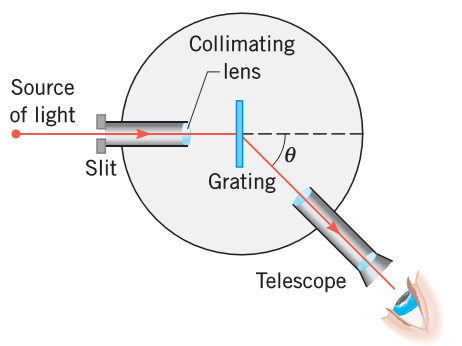 Collimating
lens
Source
of light
Slit
Grating
θ
Telescope